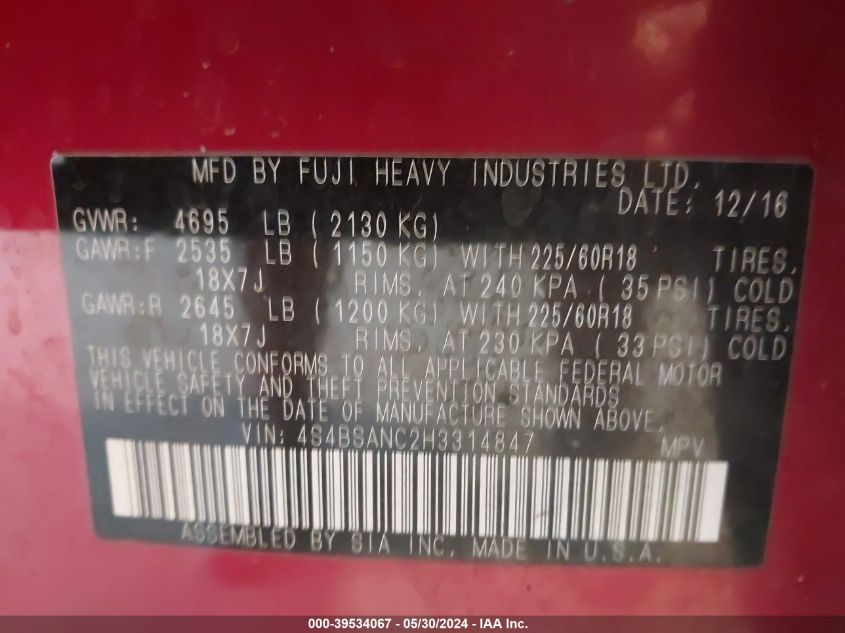 MFD BY FUJI HEAVY INDUSTRIES LTD.
DATE: 12/16
GVWR: 4695 LB ( 2130 KG)
GAWR:F 2535 LB ( 1150 KG) WITH 225/60R18 TIRES,
18X7J RIMS, AT 240 KPA ( 35 PSI) COLD
GAWR:R 2645 LB ( 1200 KG) WITH 225/60R18 TIRES,
18X7J RIMS, AT 230 KPA ( 33 PSI) COLD
THIS VEHICLE CONFORMS TO ALL APPLICABLE FEDERAL MOTOR
VEHICLE SAFETY AND THEFT PREVENTION STANDARDS
IN EFFECT ON THE DATE OF MANUFACTURE SHOWN ABOVE.
VIN: 4S4BSANC2H3314847 MPV
ASSEMBLED BY SIA INC. MADE IN U.S.A.
000-39534067 - 05/30/2024 - IAA Inc.